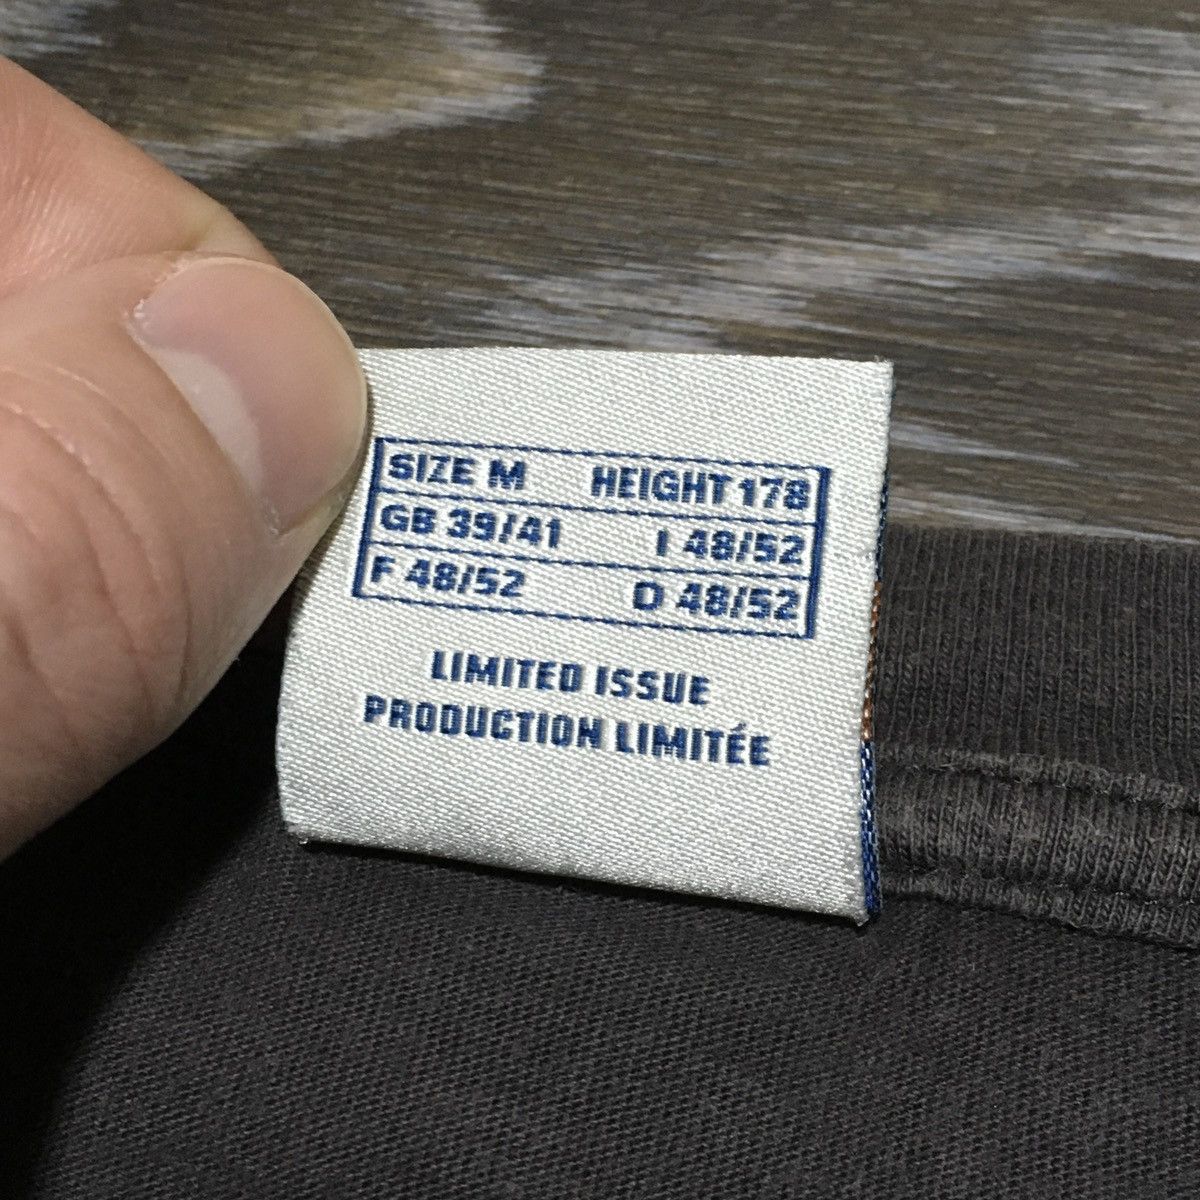 SIZE M HEIGHT 178
GB 39/41 I 48/52
F 48/52 D 48/52
LIMITED ISSUE
PRODUCTION LIMITÉE